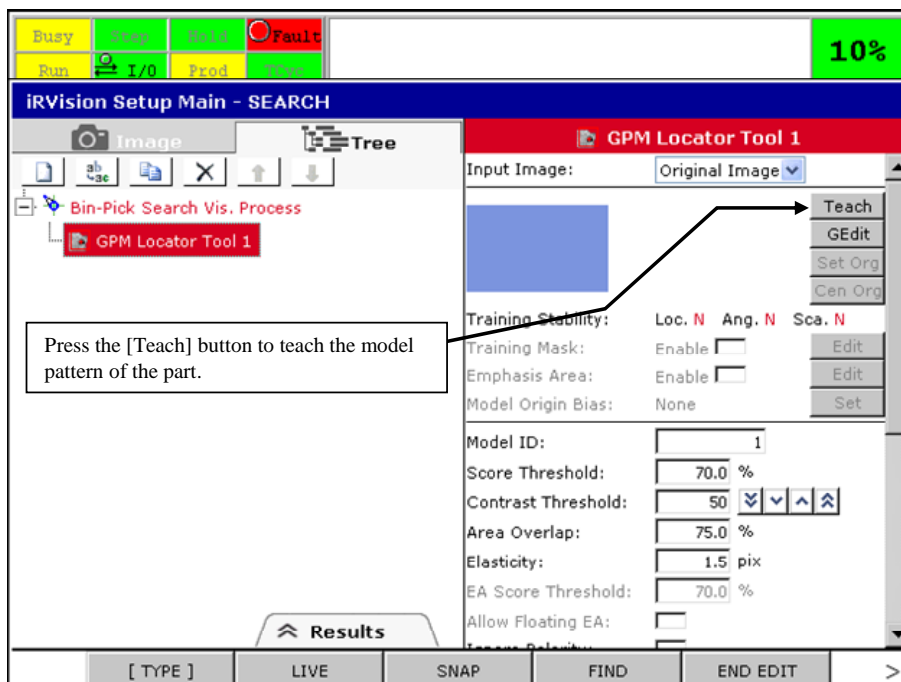 Busy Step Hold Fault
Run I/O Prod TCyc
10%
iRVision Setup Main - SEARCH
Image Tree
ab
ac
Bin-Pick Search Vis. Process
GPM Locator Tool 1
Press the [Teach] button to teach the model
pattern of the part.
Results
GPM Locator Tool 1
Input Image: Original Image
Teach
GEdit
Set Org
Cen Org
Training Stability: Loc. N Ang. N Sca. N
Training Mask: Enable Edit
Emphasis Area: Enable Edit
Model Origin Bias: None Set
Model ID: 1
Score Threshold: 70.0 %
Contrast Threshold: 50
Area Overlap: 75.0 %
Elasticity: 1.5 pix
EA Score Threshold: 70.0 %
Allow Floating EA:
Ignore Polarity:
[ TYPE ] LIVE SNAP FIND END EDIT >